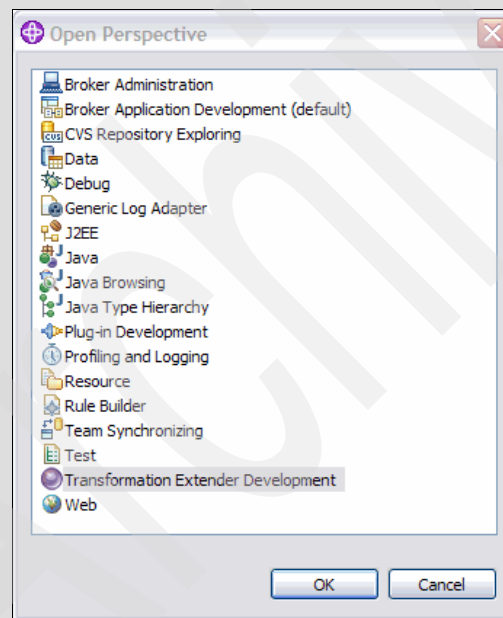 Open Perspective
Broker Administration
Broker Application Development (default)
CVS Repository Exploring
Data
Debug
Generic Log Adapter
J2EE
Java
Java Browsing
Java Type Hierarchy
Plug-in Development
Profiling and Logging
Resource
Rule Builder
Team Synchronizing
Test
Transformation Extender Development
Web
OK Cancel